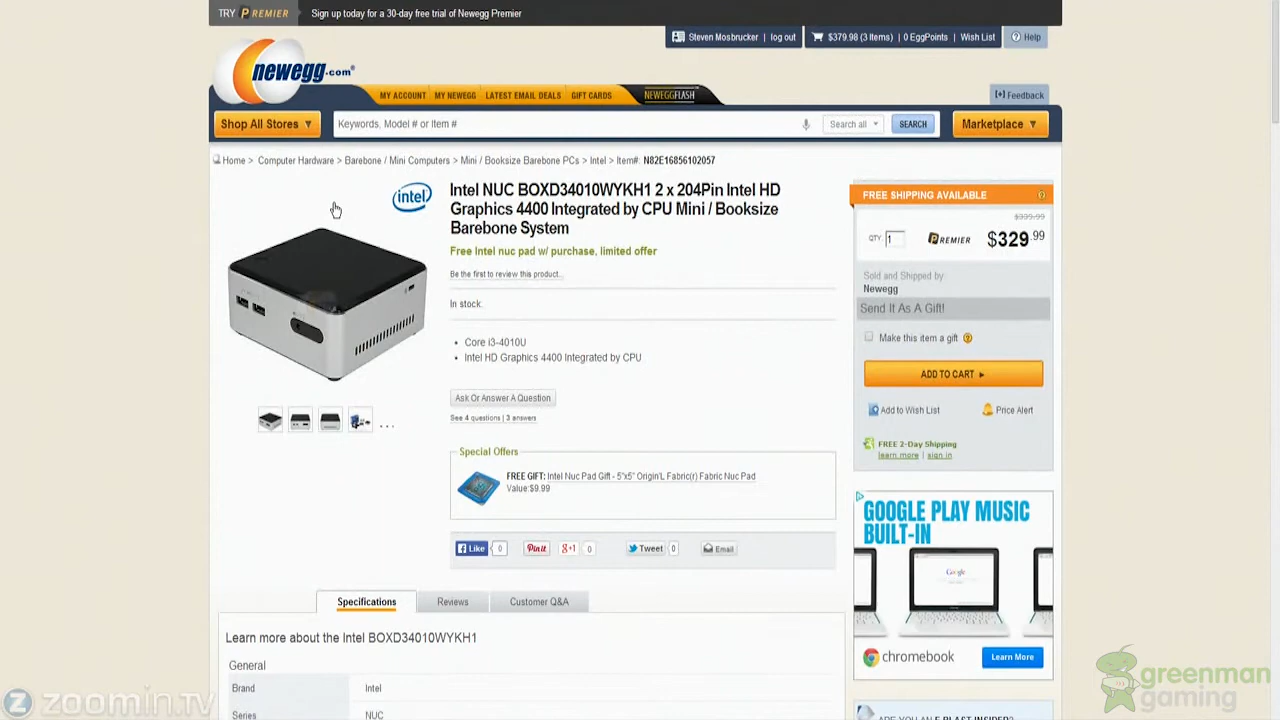 TRY PREMIER Sign up today for a 30-day free trial of Newegg Premier
Steven Mosbrucker | log out $379.98 (3 Items) | 0 EggPoints | Wish List Help
newegg.com®
MY ACCOUNT MY NEWEGG LATEST EMAIL DEALS GIFT CARDS NEWEGGFLASH [+] Feedback
Shop All Stores ▼ Keywords, Model # or Item # Search all SEARCH Marketplace ▼
Home > Computer Hardware > Barebone / Mini Computers > Mini / Booksize Barebone PCs > Intel > Item#: N82E16856102057
intel
Intel NUC BOXD34010WYKH1 2 x 204Pin Intel HD
Graphics 4400 Integrated by CPU Mini / Booksize
Barebone System
Free Intel nuc pad w/ purchase, limited offer
Be the first to review this product...
In stock.
• Core i3-4010U
• Intel HD Graphics 4400 Integrated by CPU
Ask Or Answer A Question
See 4 questions | 3 answers
...
Special Offers
FREE GIFT: Intel Nuc Pad Gift - 5"x5" Origin'L Fabric(r) Fabric Nuc Pad
Value:$9.99
Like 0 Pin it g+1 0 Tweet 0 Email
FREE SHIPPING AVAILABLE
$339.99
QTY: 1 PREMIER $329.99
Sold and Shipped by:
Newegg
Send It As A Gift!
Make this item a gift
ADD TO CART ►
Add to Wish List Price Alert
FREE 2-Day Shipping
learn more | sign in
GOOGLE PLAY MUSIC
BUILT-IN
Google
chromebook Learn More
Specifications Reviews Customer Q&A
Learn more about the Intel BOXD34010WYKH1
General
Brand Intel
Series NUC
Z zoomin.tv
greenman
gaming